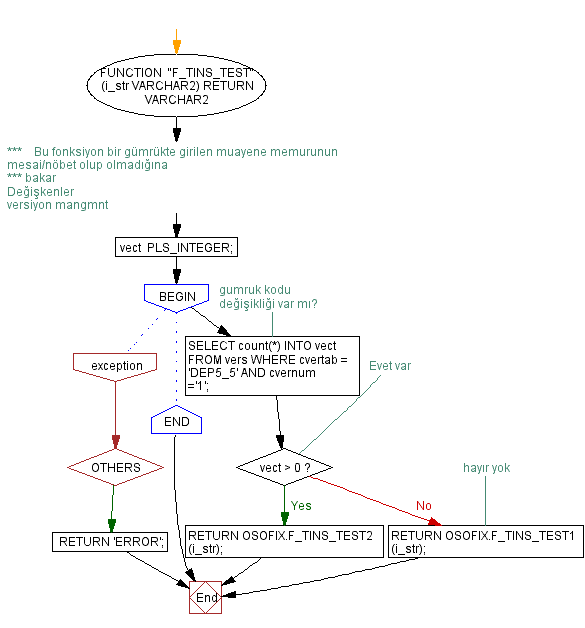 FUNCTION "F_TINS_TEST"
(i_str VARCHAR2) RETURN
VARCHAR2
*** Bu fonksiyon bir gümrükte girilen muayene memurunun
mesai/nöbet olup olmadığına
*** bakar
Değişkenler
versiyon mangmnt
vect PLS_INTEGER;
BEGIN
gumruk kodu
değişikliği var mı?
SELECT count(*) INTO vect
FROM vers WHERE cvertab =
'DEP5_5' AND cvernum
='1';
exception
Evet var
END
OTHERS
vect > 0 ?
hayır yok
Yes
No
RETURN 'ERROR';
RETURN OSOFIX.F_TINS_TEST2
(i_str);
RETURN OSOFIX.F_TINS_TEST1
(i_str);
End